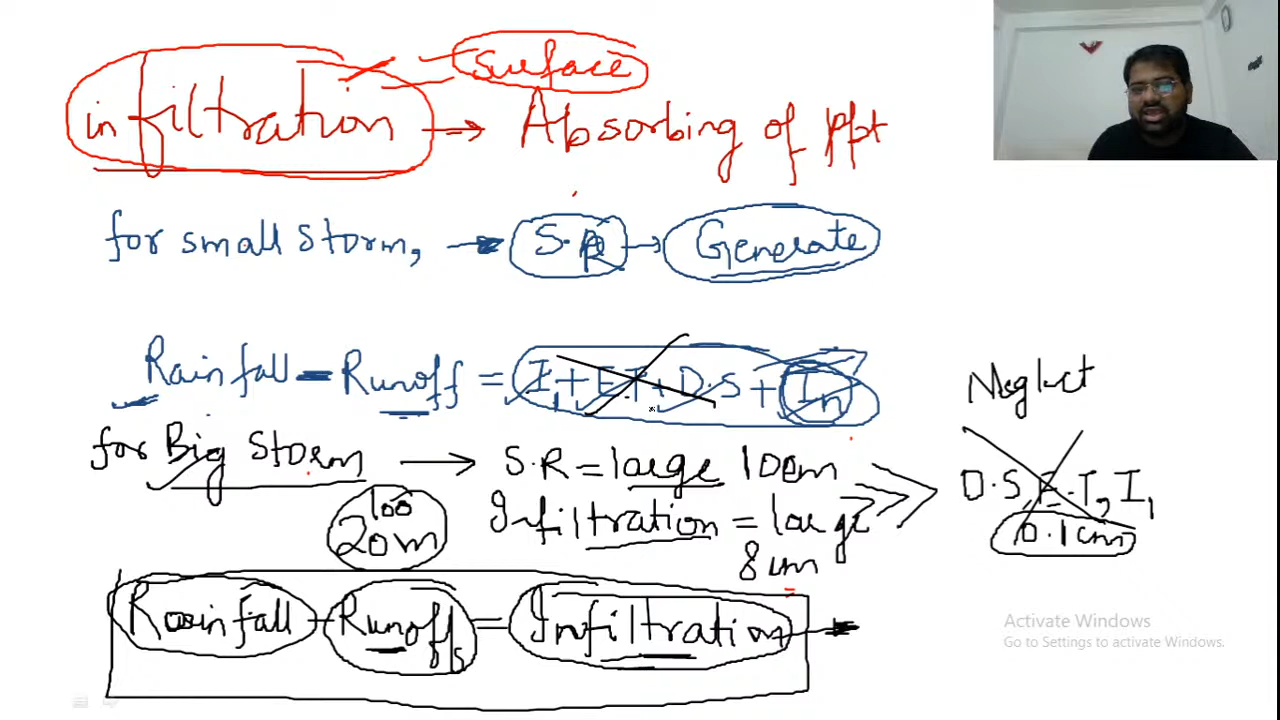 surface
infiltration → Absorbing of ppt
for small storm, → S.R → Generate
Rainfall - Runoff = I₁ + E.T + D.S + In
Neglect
for Big Storm → S.R = large 10cm
D.S, E.T, I₁
100
Infiltration = large
20m
0.1cm
8cm
Rainfall - Runoff = Infiltration →
Activate Windows
Go to Settings to activate Windows.